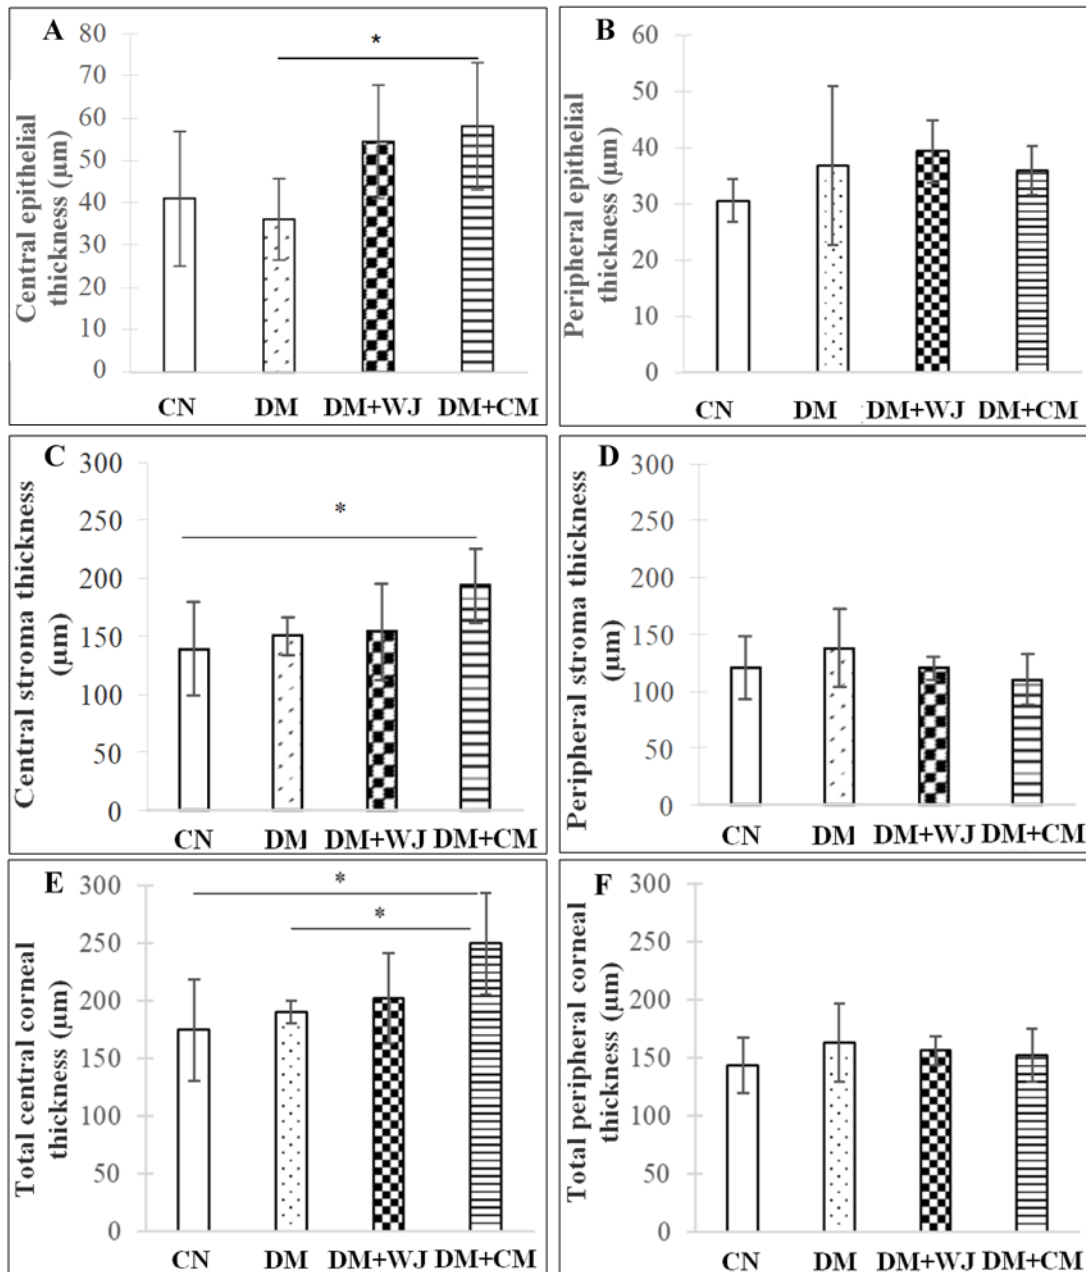 A
Central epithelial
thickness (µm)
80
70
60
50
40
30
20
10
0
*
CN DM DM+WJ DM+CM
B
Peripheral epithelial
thickness (µm)
60
50
40
30
20
10
0
CN DM DM+WJ DM+CM
C
Central stroma thickness
(µm)
300
250
200
150
100
50
0
*
CN DM DM+WJ DM+CM
D
Peripheral stroma thickness
(µm)
300
250
200
150
100
50
0
CN DM DM+WJ DM+CM
E
Total central corneal
thickness (µm)
300
250
200
150
100
50
0
*
*
CN DM DM+WJ DM+CM
F
Total peripheral corneal
thickness (µm)
300
250
200
150
100
50
0
CN DM DM+WJ DM+CM